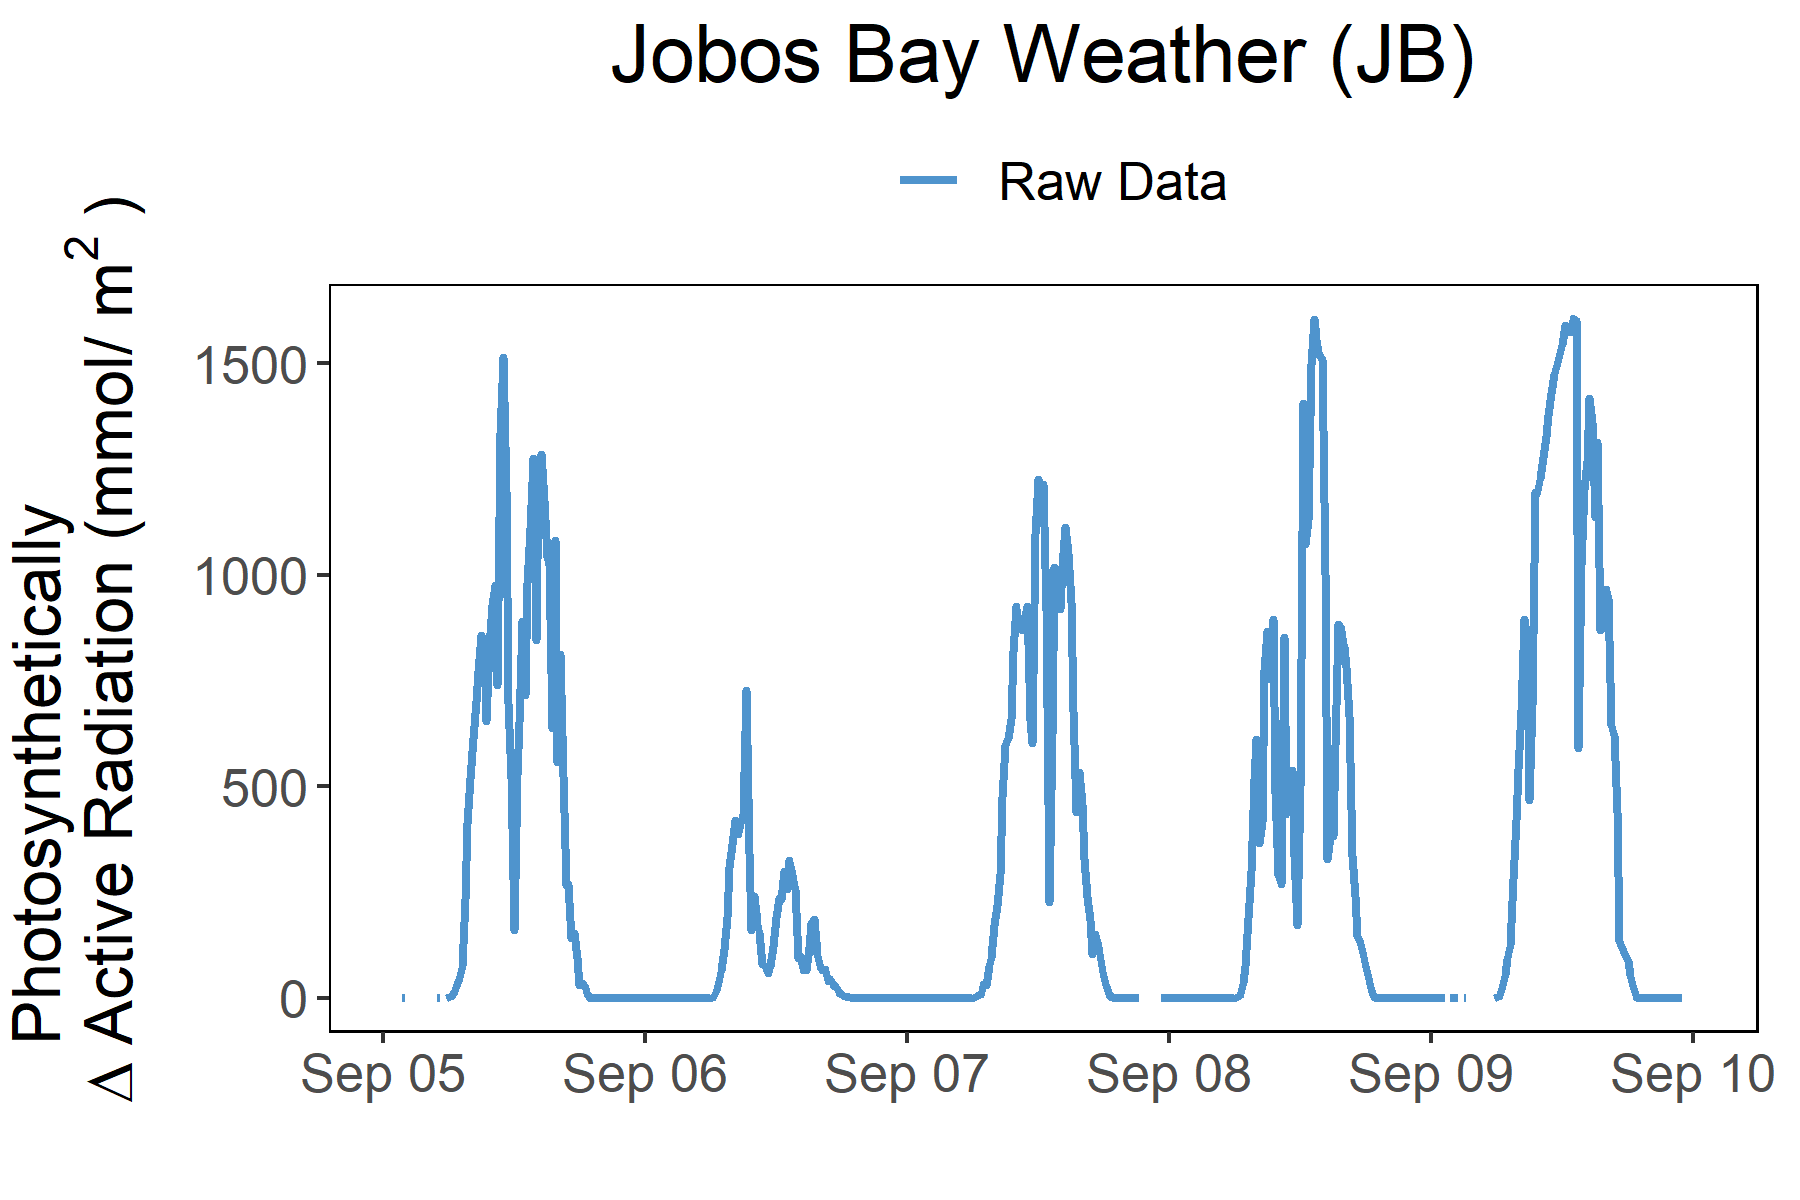 Jobos Bay Weather (JB)
Raw Data
Photosynthetically
Δ Active Radiation (mmol/ m² )
1500
1000
500
0
Sep 05 Sep 06 Sep 07 Sep 08 Sep 09 Sep 10